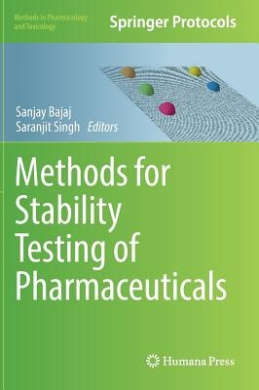 Methods in Pharmacology
and Toxicology
Springer Protocols
Sanjay Bajaj
Saranjit Singh Editors
Methods for
Stability
Testing of
Pharmaceuticals
Humana Press